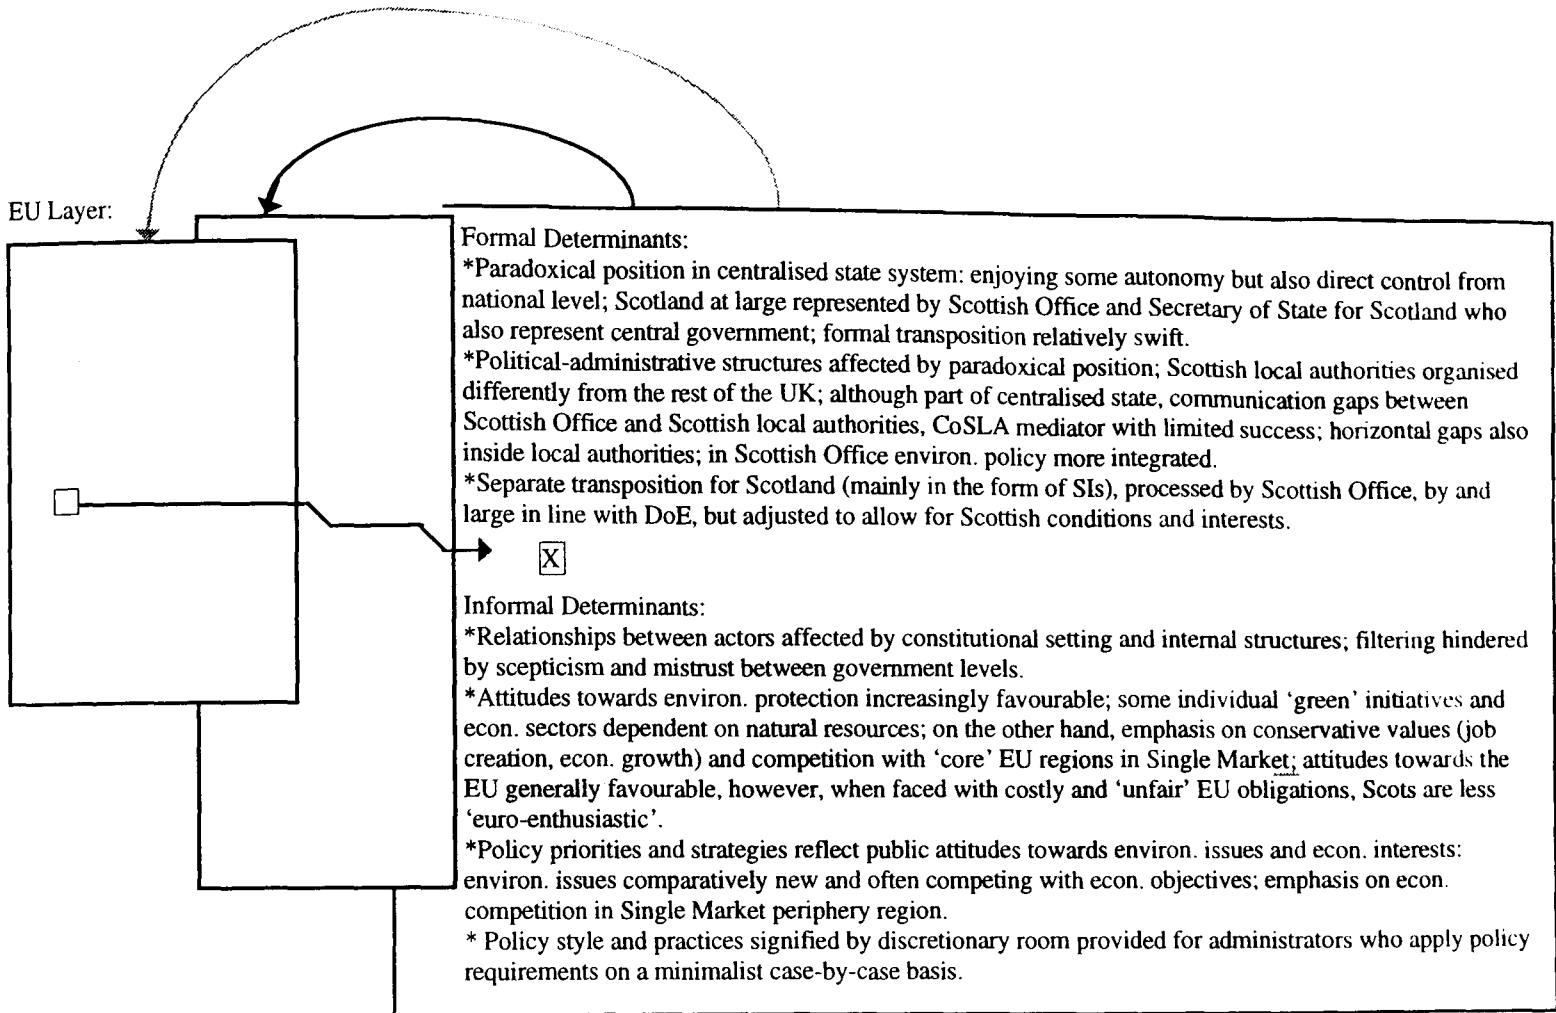 EU Layer:
Formal Determinants:
*Paradoxical position in centralised state system: enjoying some autonomy but also direct control from
national level; Scotland at large represented by Scottish Office and Secretary of State for Scotland who
also represent central government; formal transposition relatively swift.
*Political-administrative structures affected by paradoxical position; Scottish local authorities organised
differently from the rest of the UK; although part of centralised state, communication gaps between
Scottish Office and Scottish local authorities, CoSLA mediator with limited success; horizontal gaps also
inside local authorities; in Scottish Office environ. policy more integrated.
*Separate transposition for Scotland (mainly in the form of SIs), processed by Scottish Office, by and
large in line with DoE, but adjusted to allow for Scottish conditions and interests.
X
Informal Determinants:
*Relationships between actors affected by constitutional setting and internal structures; filtering hindered
by scepticism and mistrust between government levels.
*Attitudes towards environ. protection increasingly favourable; some individual ‘green’ initiatives and
econ. sectors dependent on natural resources; on the other hand, emphasis on conservative values (job
creation, econ. growth) and competition with ‘core’ EU regions in Single Market; attitudes towards the
EU generally favourable, however, when faced with costly and ‘unfair’ EU obligations, Scots are less
‘euro-enthusiastic’.
*Policy priorities and strategies reflect public attitudes towards environ. issues and econ. interests:
environ. issues comparatively new and often competing with econ. objectives; emphasis on econ.
competition in Single Market periphery region.
* Policy style and practices signified by discretionary room provided for administrators who apply policy
requirements on a minimalist case-by-case basis.